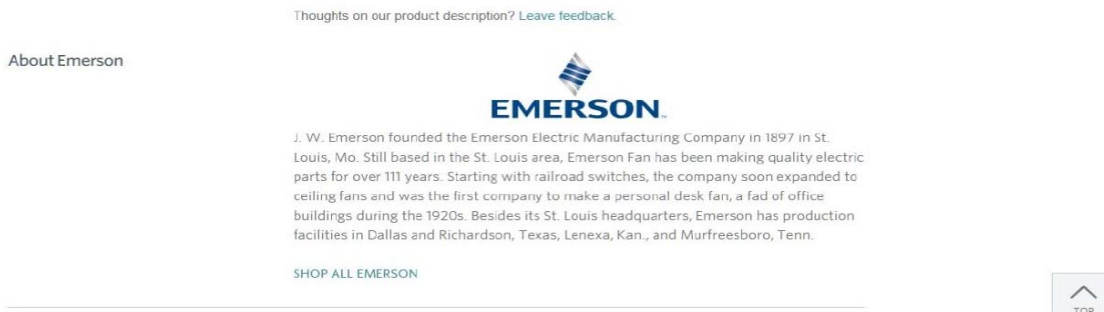 Thoughts on our product description? Leave feedback.
About Emerson
EMERSON™
J. W. Emerson founded the Emerson Electric Manufacturing Company in 1897 in St.
Louis, Mo. Still based in the St. Louis area, Emerson Fan has been making quality electric
parts for over 111 years. Starting with railroad switches, the company soon expanded to
ceiling fans and was the first company to make a personal desk fan, a fad of office
buildings during the 1920s. Besides its St. Louis headquarters, Emerson has production
facilities in Dallas and Richardson, Texas, Lenexa, Kan., and Murfreesboro, Tenn.
SHOP ALL EMERSON
TOP